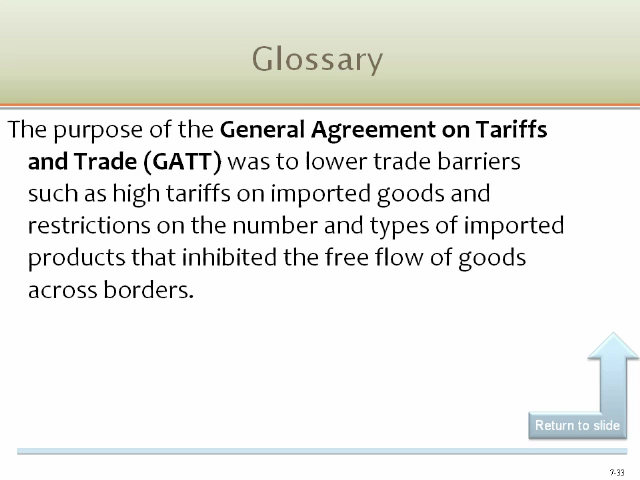 Glossary
The purpose of the General Agreement on Tariffs
and Trade (GATT) was to lower trade barriers
such as high tariffs on imported goods and
restrictions on the number and types of imported
products that inhibited the free flow of goods
across borders.
Return to slide
7-33